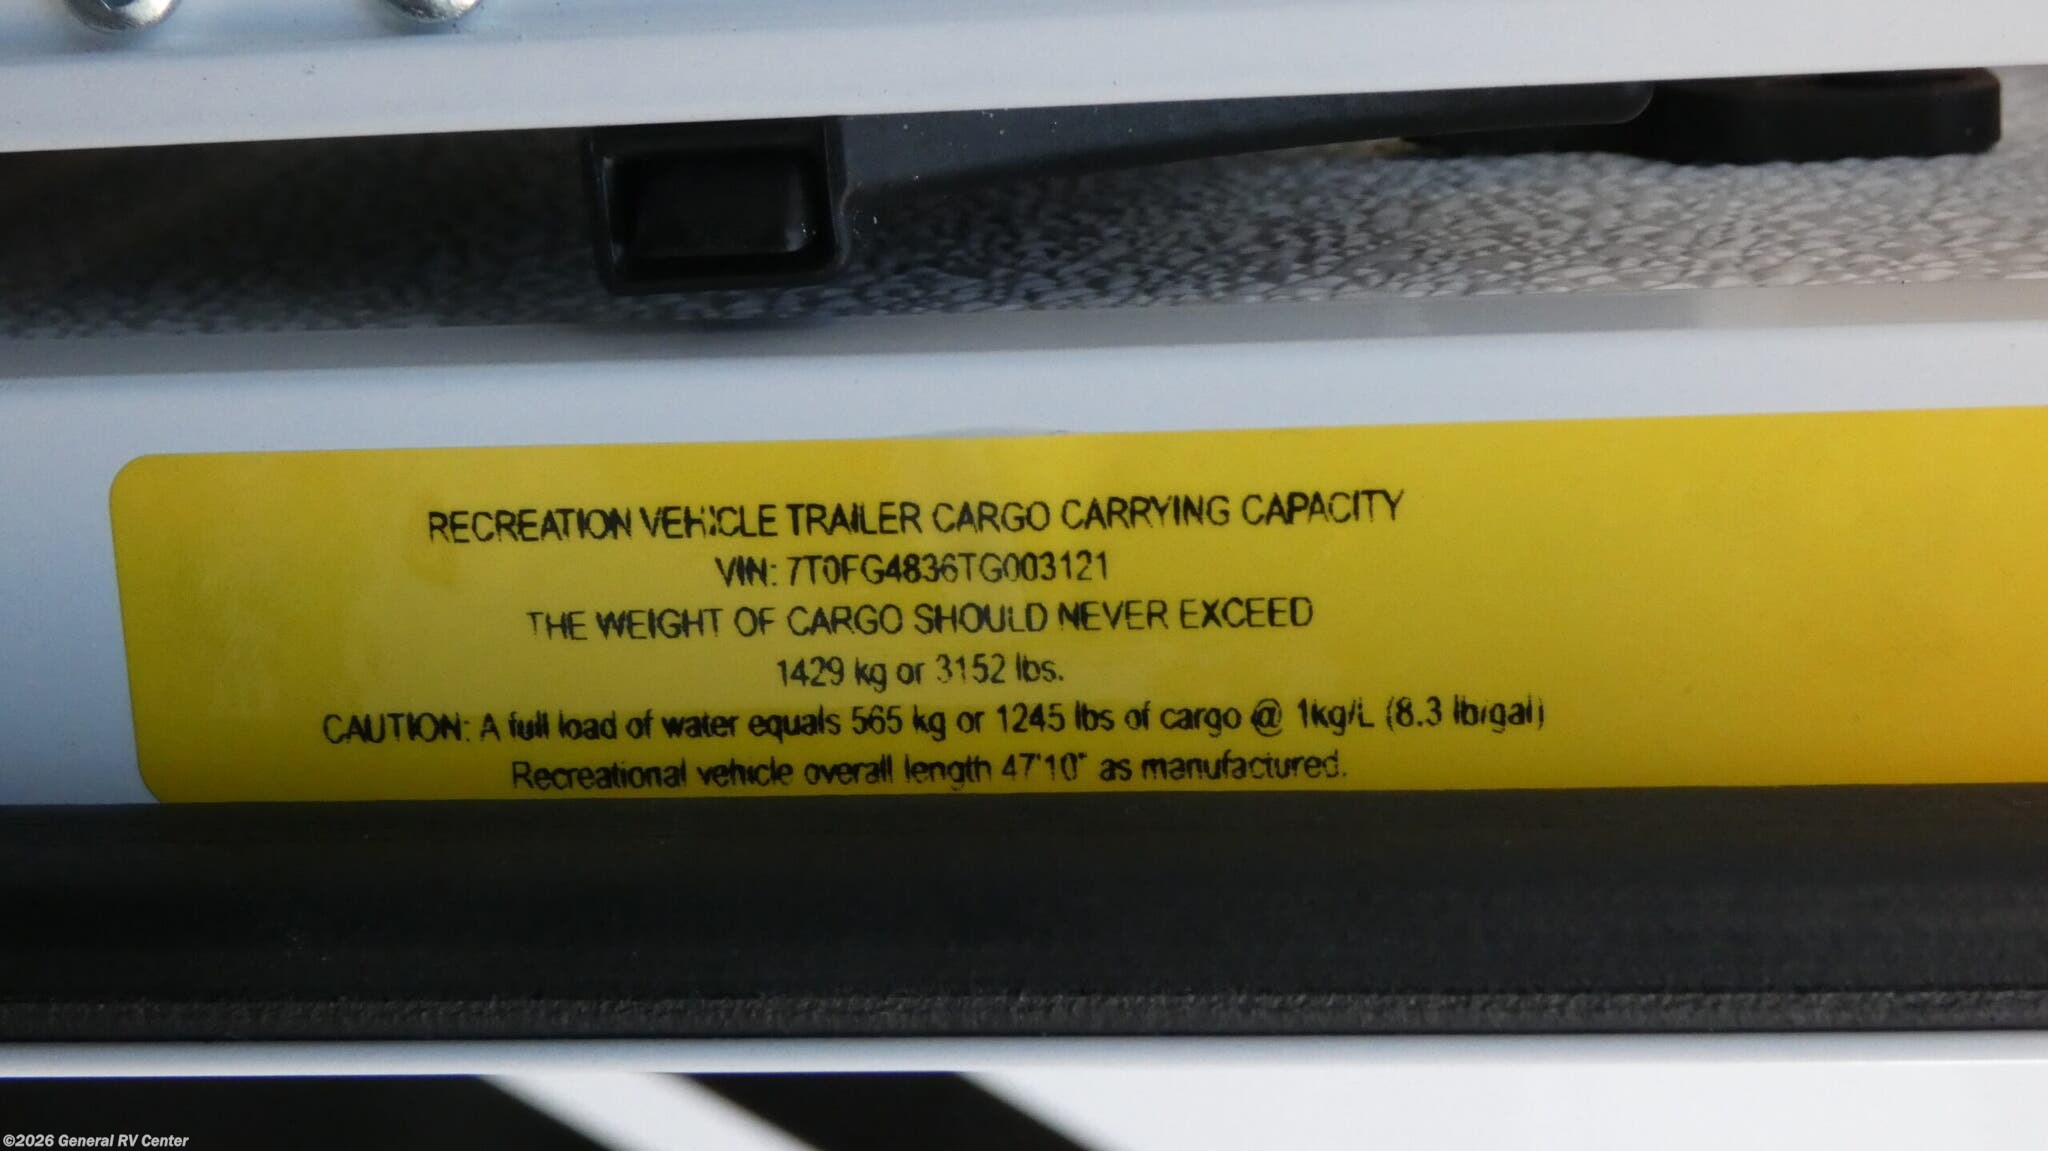 RECREATION VEHICLE TRAILER CARGO CARRYING CAPACITY
VIN: 7T0FG4836TG003121
THE WEIGHT OF CARGO SHOULD NEVER EXCEED
1429 kg or 3152 lbs.
CAUTION: A full load of water equals 565 kg or 1245 lbs of cargo @ 1kg/L (8.3 lb/gal)
Recreational vehicle overall length 47'10" as manufactured.
©2026 General RV Center